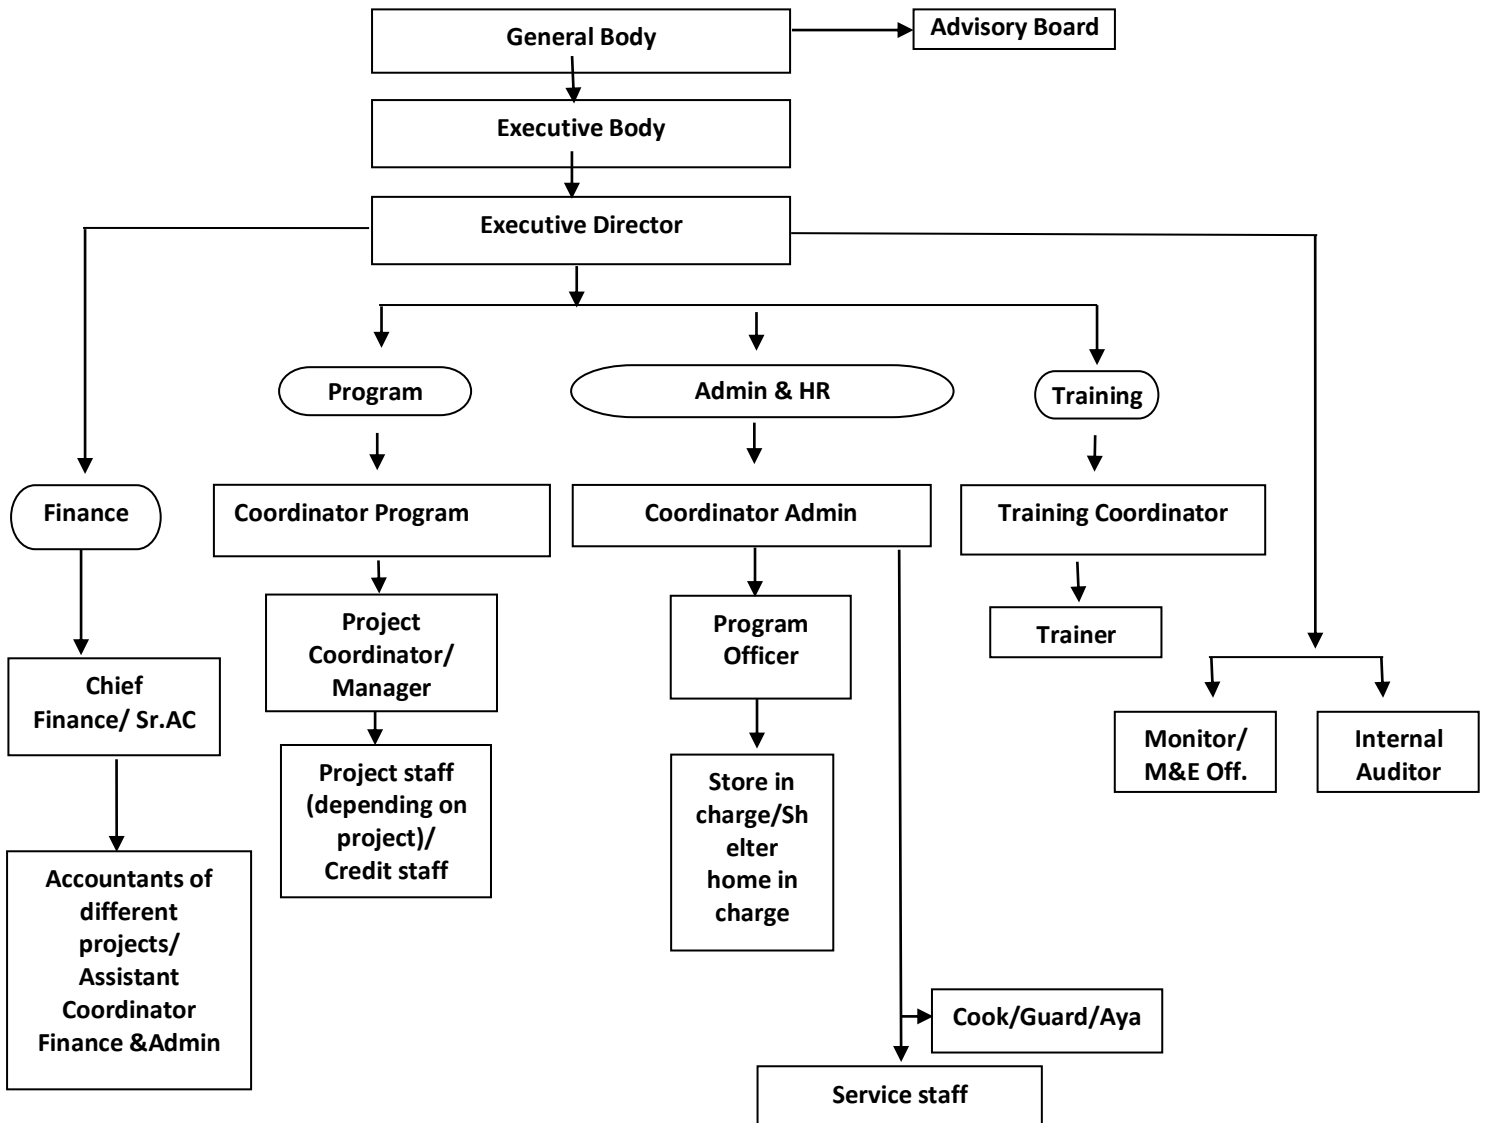 General Body
Advisory Board
Executive Body
Executive Director
Program
Admin & HR
Training
Finance
Coordinator Program
Coordinator Admin
Training Coordinator
Project
Coordinator/
Manager
Program
Officer
Trainer
Chief
Finance/ Sr.AC
Monitor/
M&E Off.
Internal
Auditor
Project staff
(depending on
project)/
Credit staff
Store in
charge/Sh
elter
home in
charge
Accountants of
different
projects/
Assistant
Coordinator
Finance &Admin
Cook/Guard/Aya
Service staff